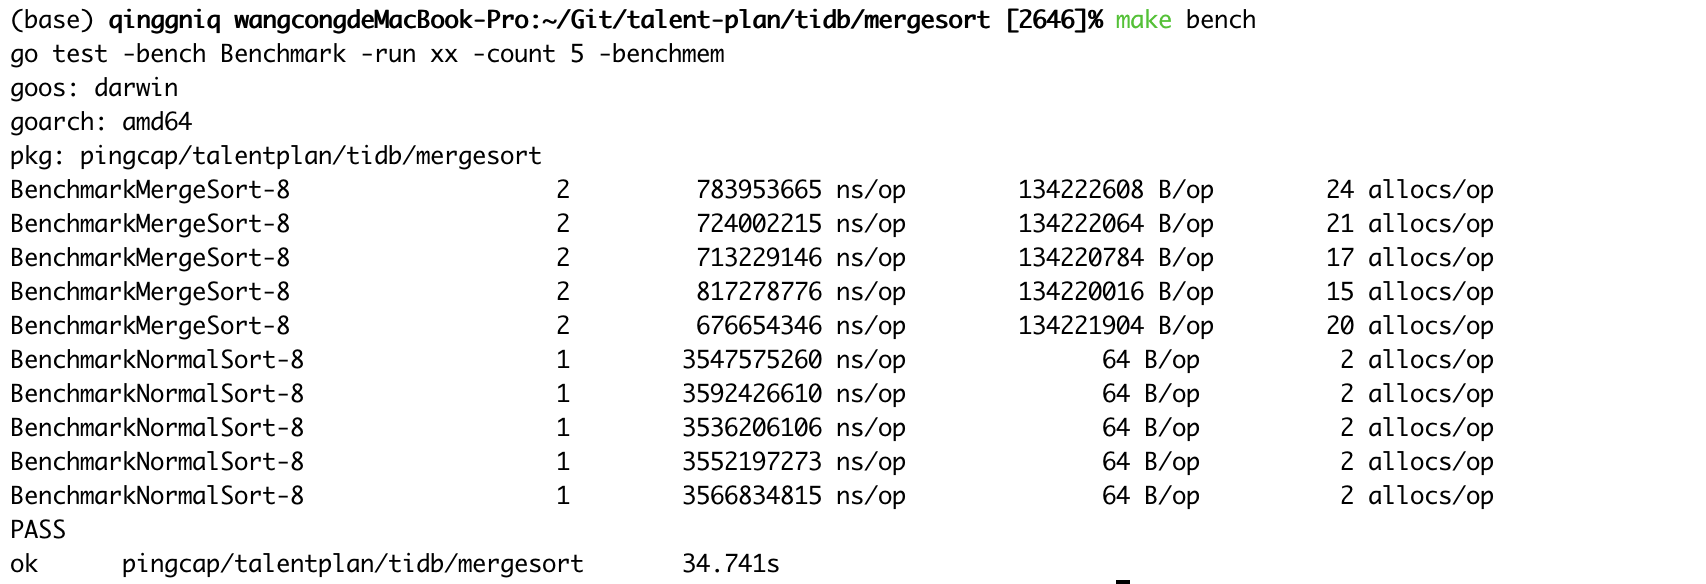 (base) qinggniq wangcongdeMacBook-Pro:~/Git/talent-plan/tidb/mergesort [2646]% make bench
go test -bench Benchmark -run xx -count 5 -benchmem
goos: darwin
goarch: amd64
pkg: pingcap/talentplan/tidb/mergesort
BenchmarkMergeSort-8 2 783953665 ns/op 134222608 B/op 24 allocs/op
BenchmarkMergeSort-8 2 724002215 ns/op 134222064 B/op 21 allocs/op
BenchmarkMergeSort-8 2 713229146 ns/op 134220784 B/op 17 allocs/op
BenchmarkMergeSort-8 2 817278776 ns/op 134220016 B/op 15 allocs/op
BenchmarkMergeSort-8 2 676654346 ns/op 134221904 B/op 20 allocs/op
BenchmarkNormalSort-8 1 3547575260 ns/op 64 B/op 2 allocs/op
BenchmarkNormalSort-8 1 3592426610 ns/op 64 B/op 2 allocs/op
BenchmarkNormalSort-8 1 3536206106 ns/op 64 B/op 2 allocs/op
BenchmarkNormalSort-8 1 3552197273 ns/op 64 B/op 2 allocs/op
BenchmarkNormalSort-8 1 3566834815 ns/op 64 B/op 2 allocs/op
PASS
ok pingcap/talentplan/tidb/mergesort 34.741s